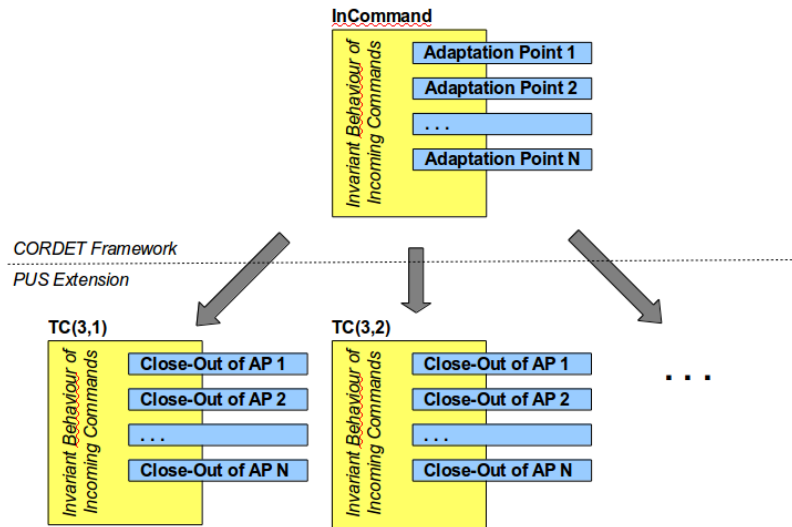 InCommand
Invariant Behaviour of
Incoming Commands
Adaptation Point 1
Adaptation Point 2
. . .
Adaptation Point N
CORDET Framework
PUS Extension
TC(3,1)
Invariant Behaviour of
Incoming Commands
Close-Out of AP 1
Close-Out of AP 2
. . .
Close-Out of AP N
TC(3,2)
Invariant Behaviour of
Incoming Commands
Close-Out of AP 1
Close-Out of AP 2
. . .
Close-Out of AP N
. . .